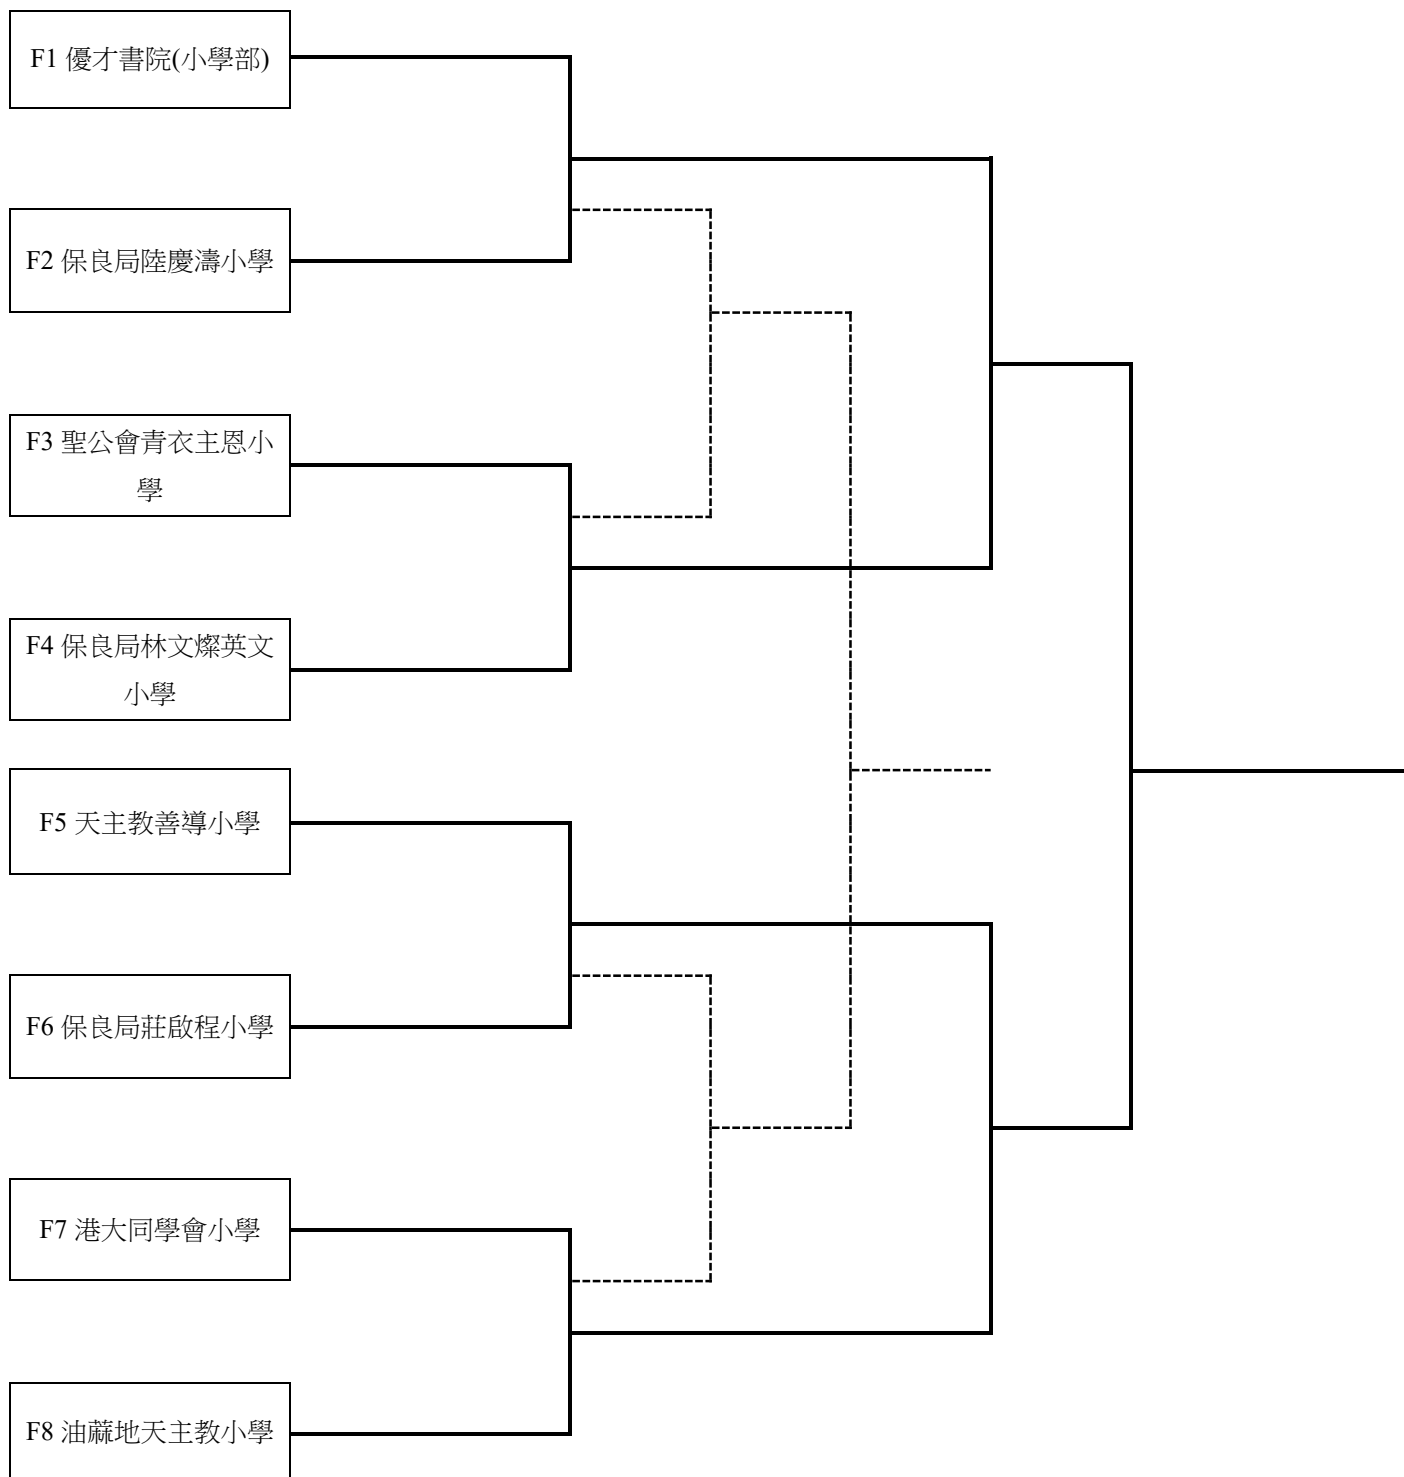 F1 優才書院(小學部)
F2 保良局陸慶濤小學
F3 聖公會青衣主恩小
學
F4 保良局林文燦英文
小學
F5 天主教善導小學
F6 保良局莊啟程小學
F7 港大同學會小學
F8 油蔴地天主教小學